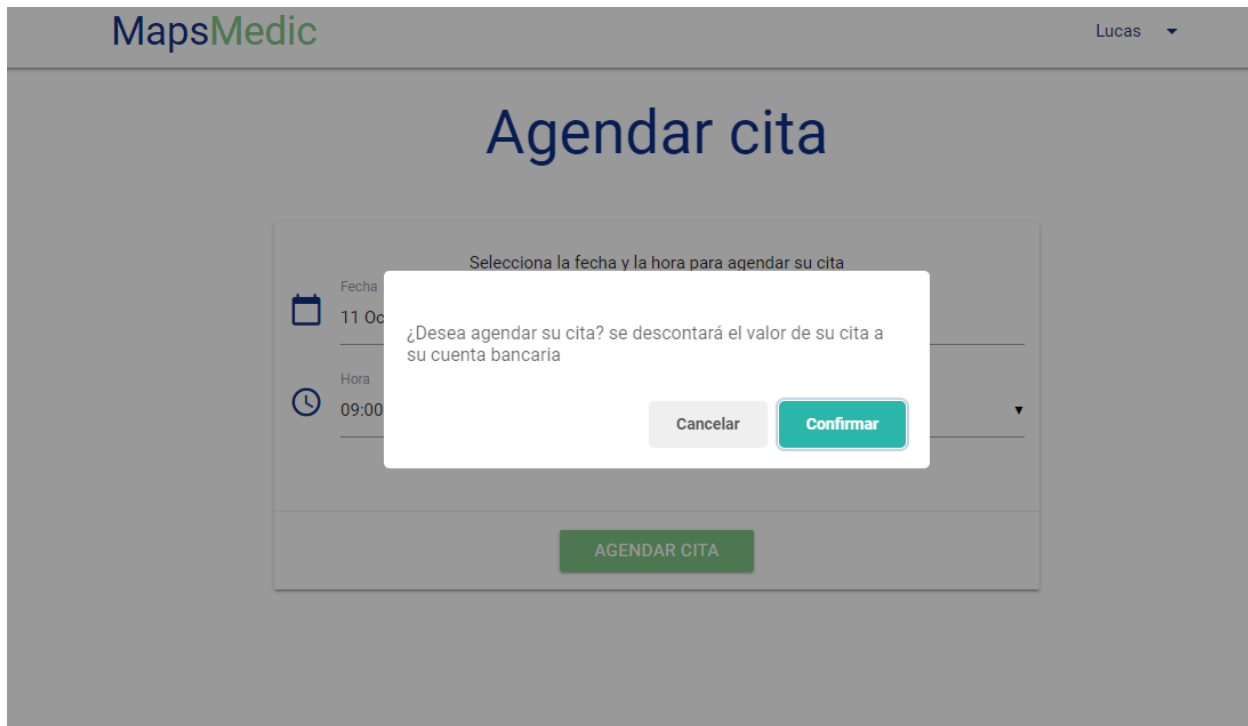 MapsMedic
Lucas
Agendar cita
Selecciona la fecha y la hora para agendar su cita
Fecha
11
¿Desea agendar su cita? se descontará el valor de su cita a
su cuenta bancaria
Hora
09:00
Cancelar
Confirmar
AGENDAR CITA